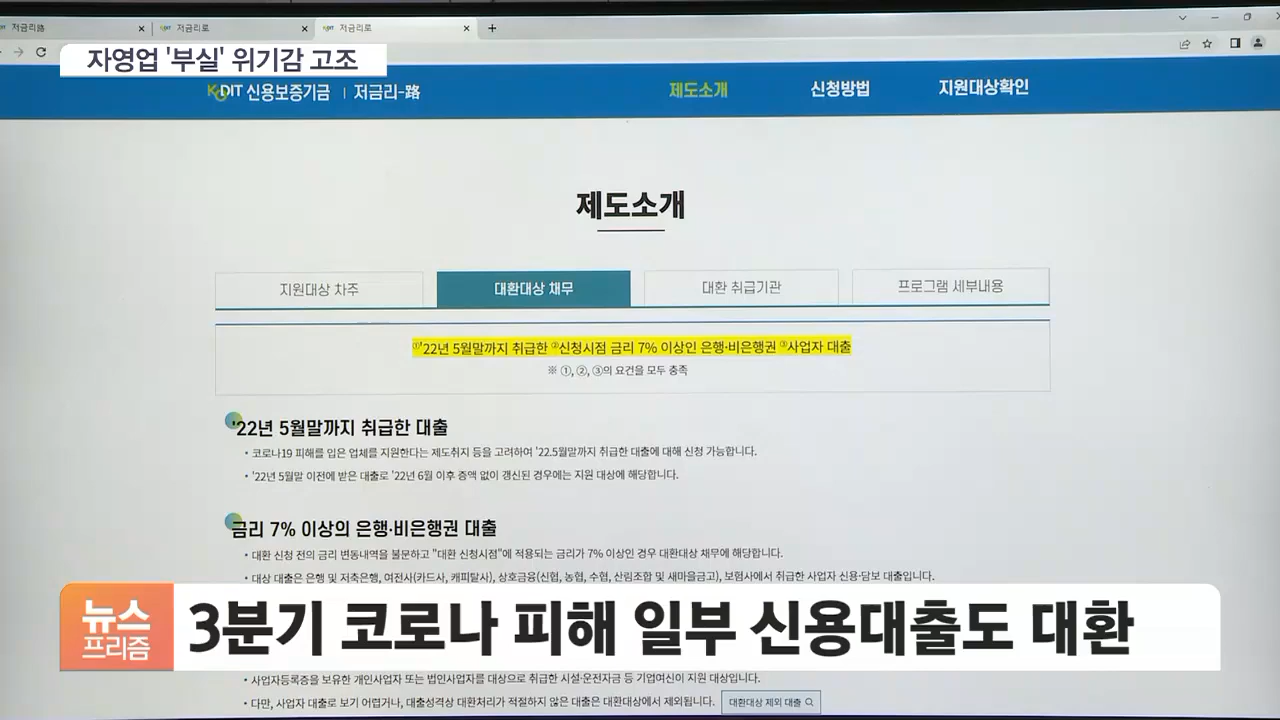 저금리路
저금리로
저금리로
자영업 '부실' 위기감 고조
KODIT 신용보증기금 | 저금리-路
제도소개 신청방법 지원대상확인
제도소개
지원대상 차주 대환대상 채무 대환 취급기관 프로그램 세부내용
①'22년 5월말까지 취급한 ②신청시점 금리 7% 이상인 은행·비은행권 ③사업자 대출
※ ①, ②, ③의 요건을 모두 충족
'22년 5월말까지 취급한 대출
• 코로나19 피해를 입은 업체를 지원한다는 제도취지 등을 고려하여 '22.5월말까지 취급한 대출에 대해 신청 가능합니다.
• '22년 5월말 이전에 받은 대출로 '22년 6월 이후 증액 없이 갱신된 경우에는 지원 대상에 해당합니다.
금리 7% 이상의 은행·비은행권 대출
• 대환 신청 전의 금리 변동내역을 불문하고 "대환 신청시점"에 적용되는 금리가 7% 이상인 경우 대환대상 채무에 해당합니다.
• 대상 대출은 은행 및 저축은행, 여전사(카드사, 캐피탈사), 상호금융(신협, 농협, 수협, 산림조합 및 새마을금고), 보험사에서 취급한 사업자 신용·담보 대출입니다.
뉴스
프리즘
3분기 코로나 피해 일부 신용대출도 대환
• 사업자등록증을 보유한 개인사업자 또는 법인사업자를 대상으로 취급한 시설·운전자금 등 기업여신이 지원 대상입니다.
• 다만, 사업자 대출로 보기 어렵거나, 대출성격상 대환처리가 적절하지 않은 대출은 대환대상에서 제외됩니다. 대환대상 제외 대출